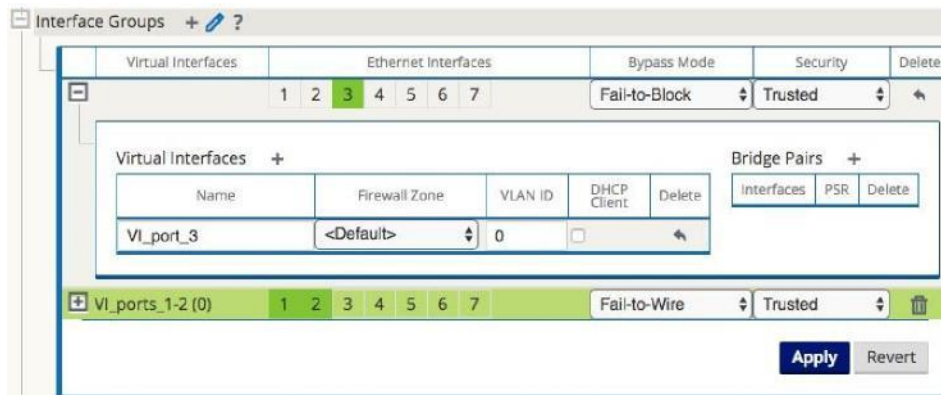 Interface Groups + ?
Virtual Interfaces Ethernet Interfaces Bypass Mode Security Delete
1 2 3 4 5 6 7 Fail-to-Block Trusted
Virtual Interfaces + Bridge Pairs +
Name Firewall Zone VLAN ID DHCP Client Delete Interfaces PSR Delete
VI_port_3 <Default> 0
VI_ports_1-2 (0) 1 2 3 4 5 6 7 Fail-to-Wire Trusted
Apply Revert